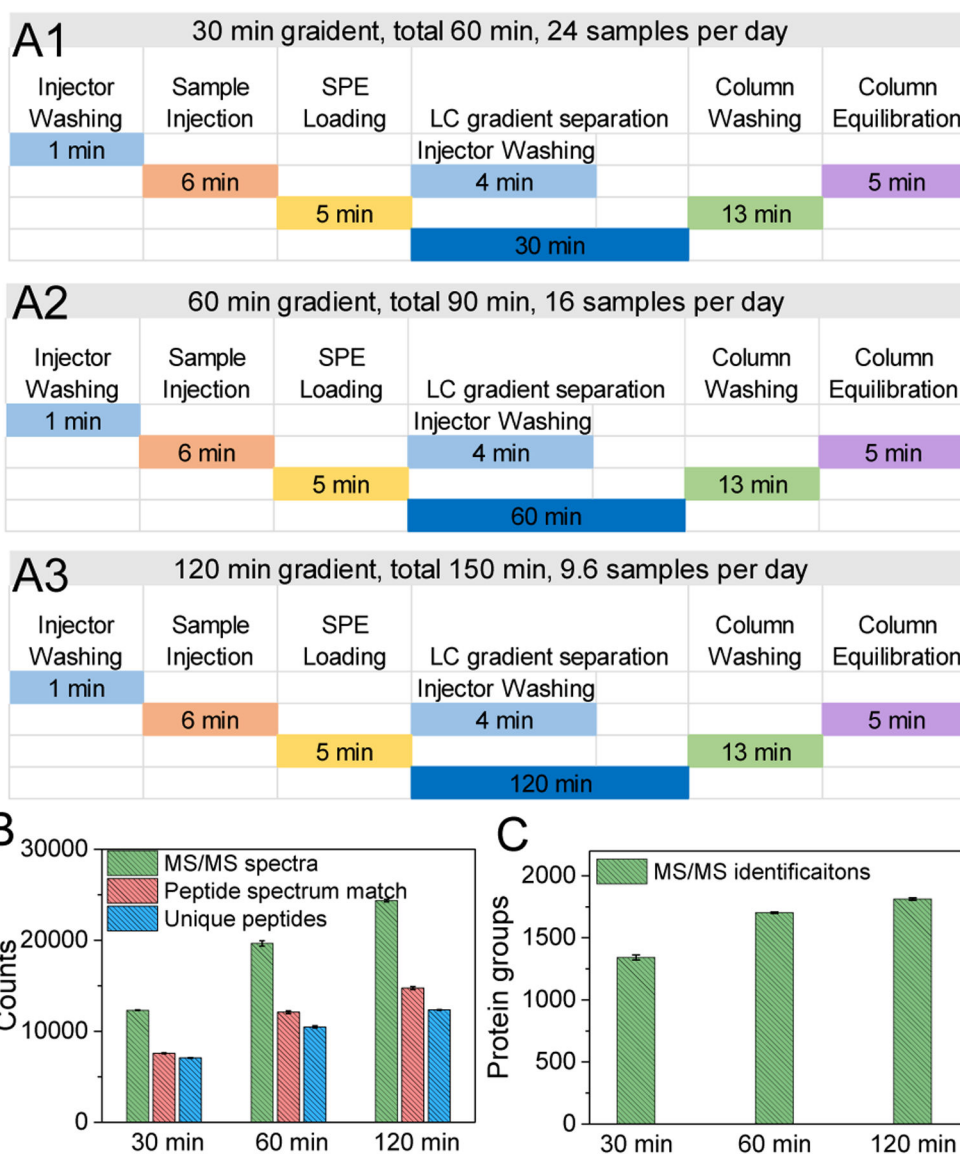 A1
30 min graident, total 60 min, 24 samples per day
Injector Washing
Sample Injection
SPE Loading
LC gradient separation
Column Washing
Column Equilibration
Injector Washing
1 min
6 min
4 min
5 min
5 min
13 min
30 min
A2
60 min gradient, total 90 min, 16 samples per day
Injector Washing
Sample Injection
SPE Loading
LC gradient separation
Column Washing
Column Equilibration
Injector Washing
1 min
6 min
4 min
5 min
5 min
13 min
60 min
A3
120 min gradient, total 150 min, 9.6 samples per day
Injector Washing
Sample Injection
SPE Loading
LC gradient separation
Column Washing
Column Equilibration
Injector Washing
1 min
6 min
4 min
5 min
5 min
13 min
120 min
B
30000
20000
10000
0
Counts
MS/MS spectra
Peptide spectrum match
Unique peptides
30 min
60 min
120 min
C
2000
1500
1000
500
0
Protein groups
MS/MS identificaitons
30 min
60 min
120 min